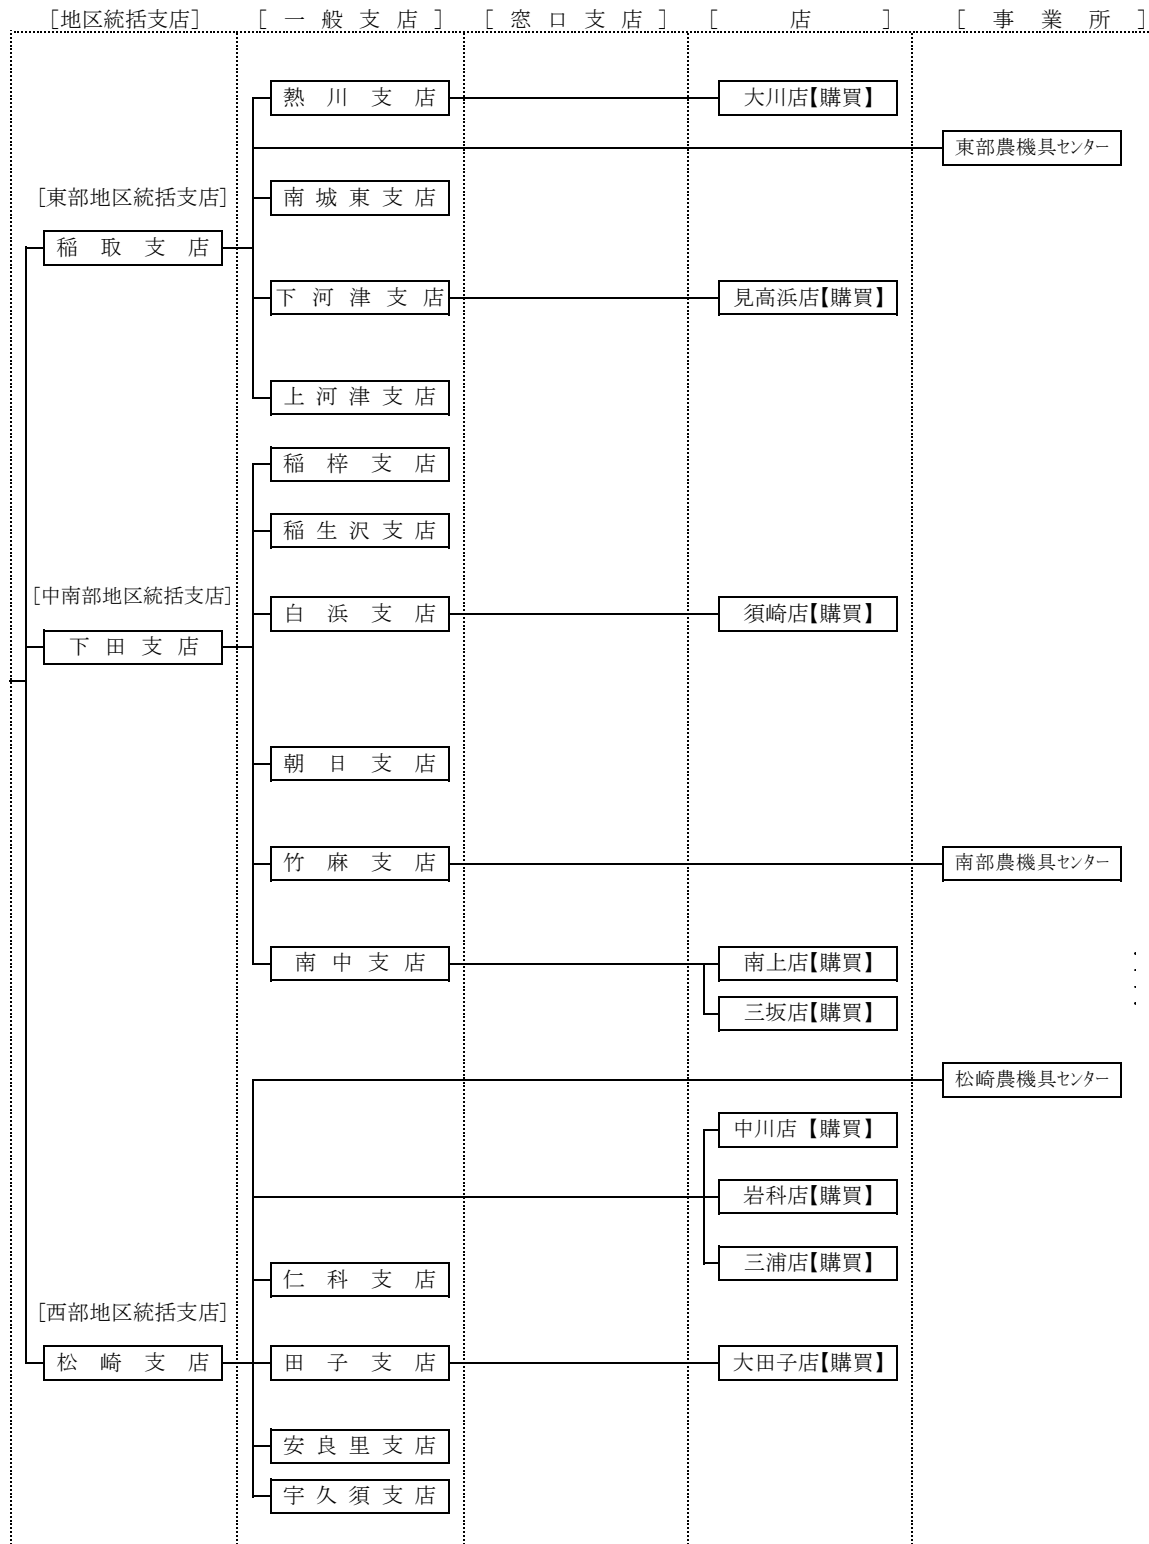 [地区統括支店] [一般支店] [窓口支店] [店] [事業所]
熱川支店 大川店【購買】
東部農機具センター
[東部地区統括支店] 南城東支店
稲取支店
下河津支店 見高浜店【購買】
上河津支店
稲梓支店
稲生沢支店
[中南部地区統括支店]
白浜支店 須崎店【購買】
下田支店
朝日支店
竹麻支店 南部農機具センター
南中支店 南上店【購買】
三坂店【購買】
松崎農機具センター
中川店【購買】
岩科店【購買】
三浦店【購買】
仁科支店
[西部地区統括支店]
松崎支店 田子支店 大田子店【購買】
安良里支店
宇久須支店